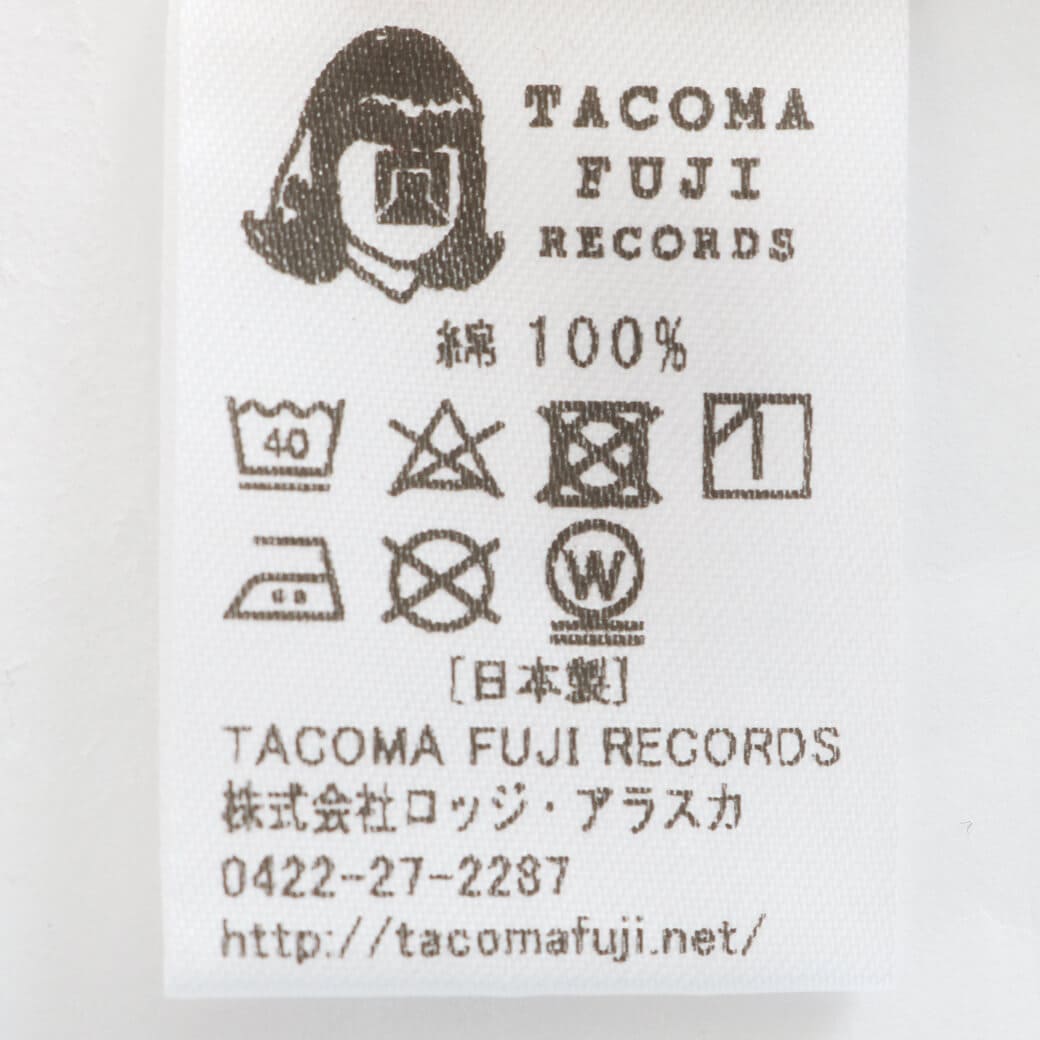 TACOMA
FUJI
RECORDS
綿 100%
40
W
[日本製]
TACOMA FUJI RECORDS
株式会社ロッジ・アラスカ
0422-27-2287
http://tacomafuji.net/